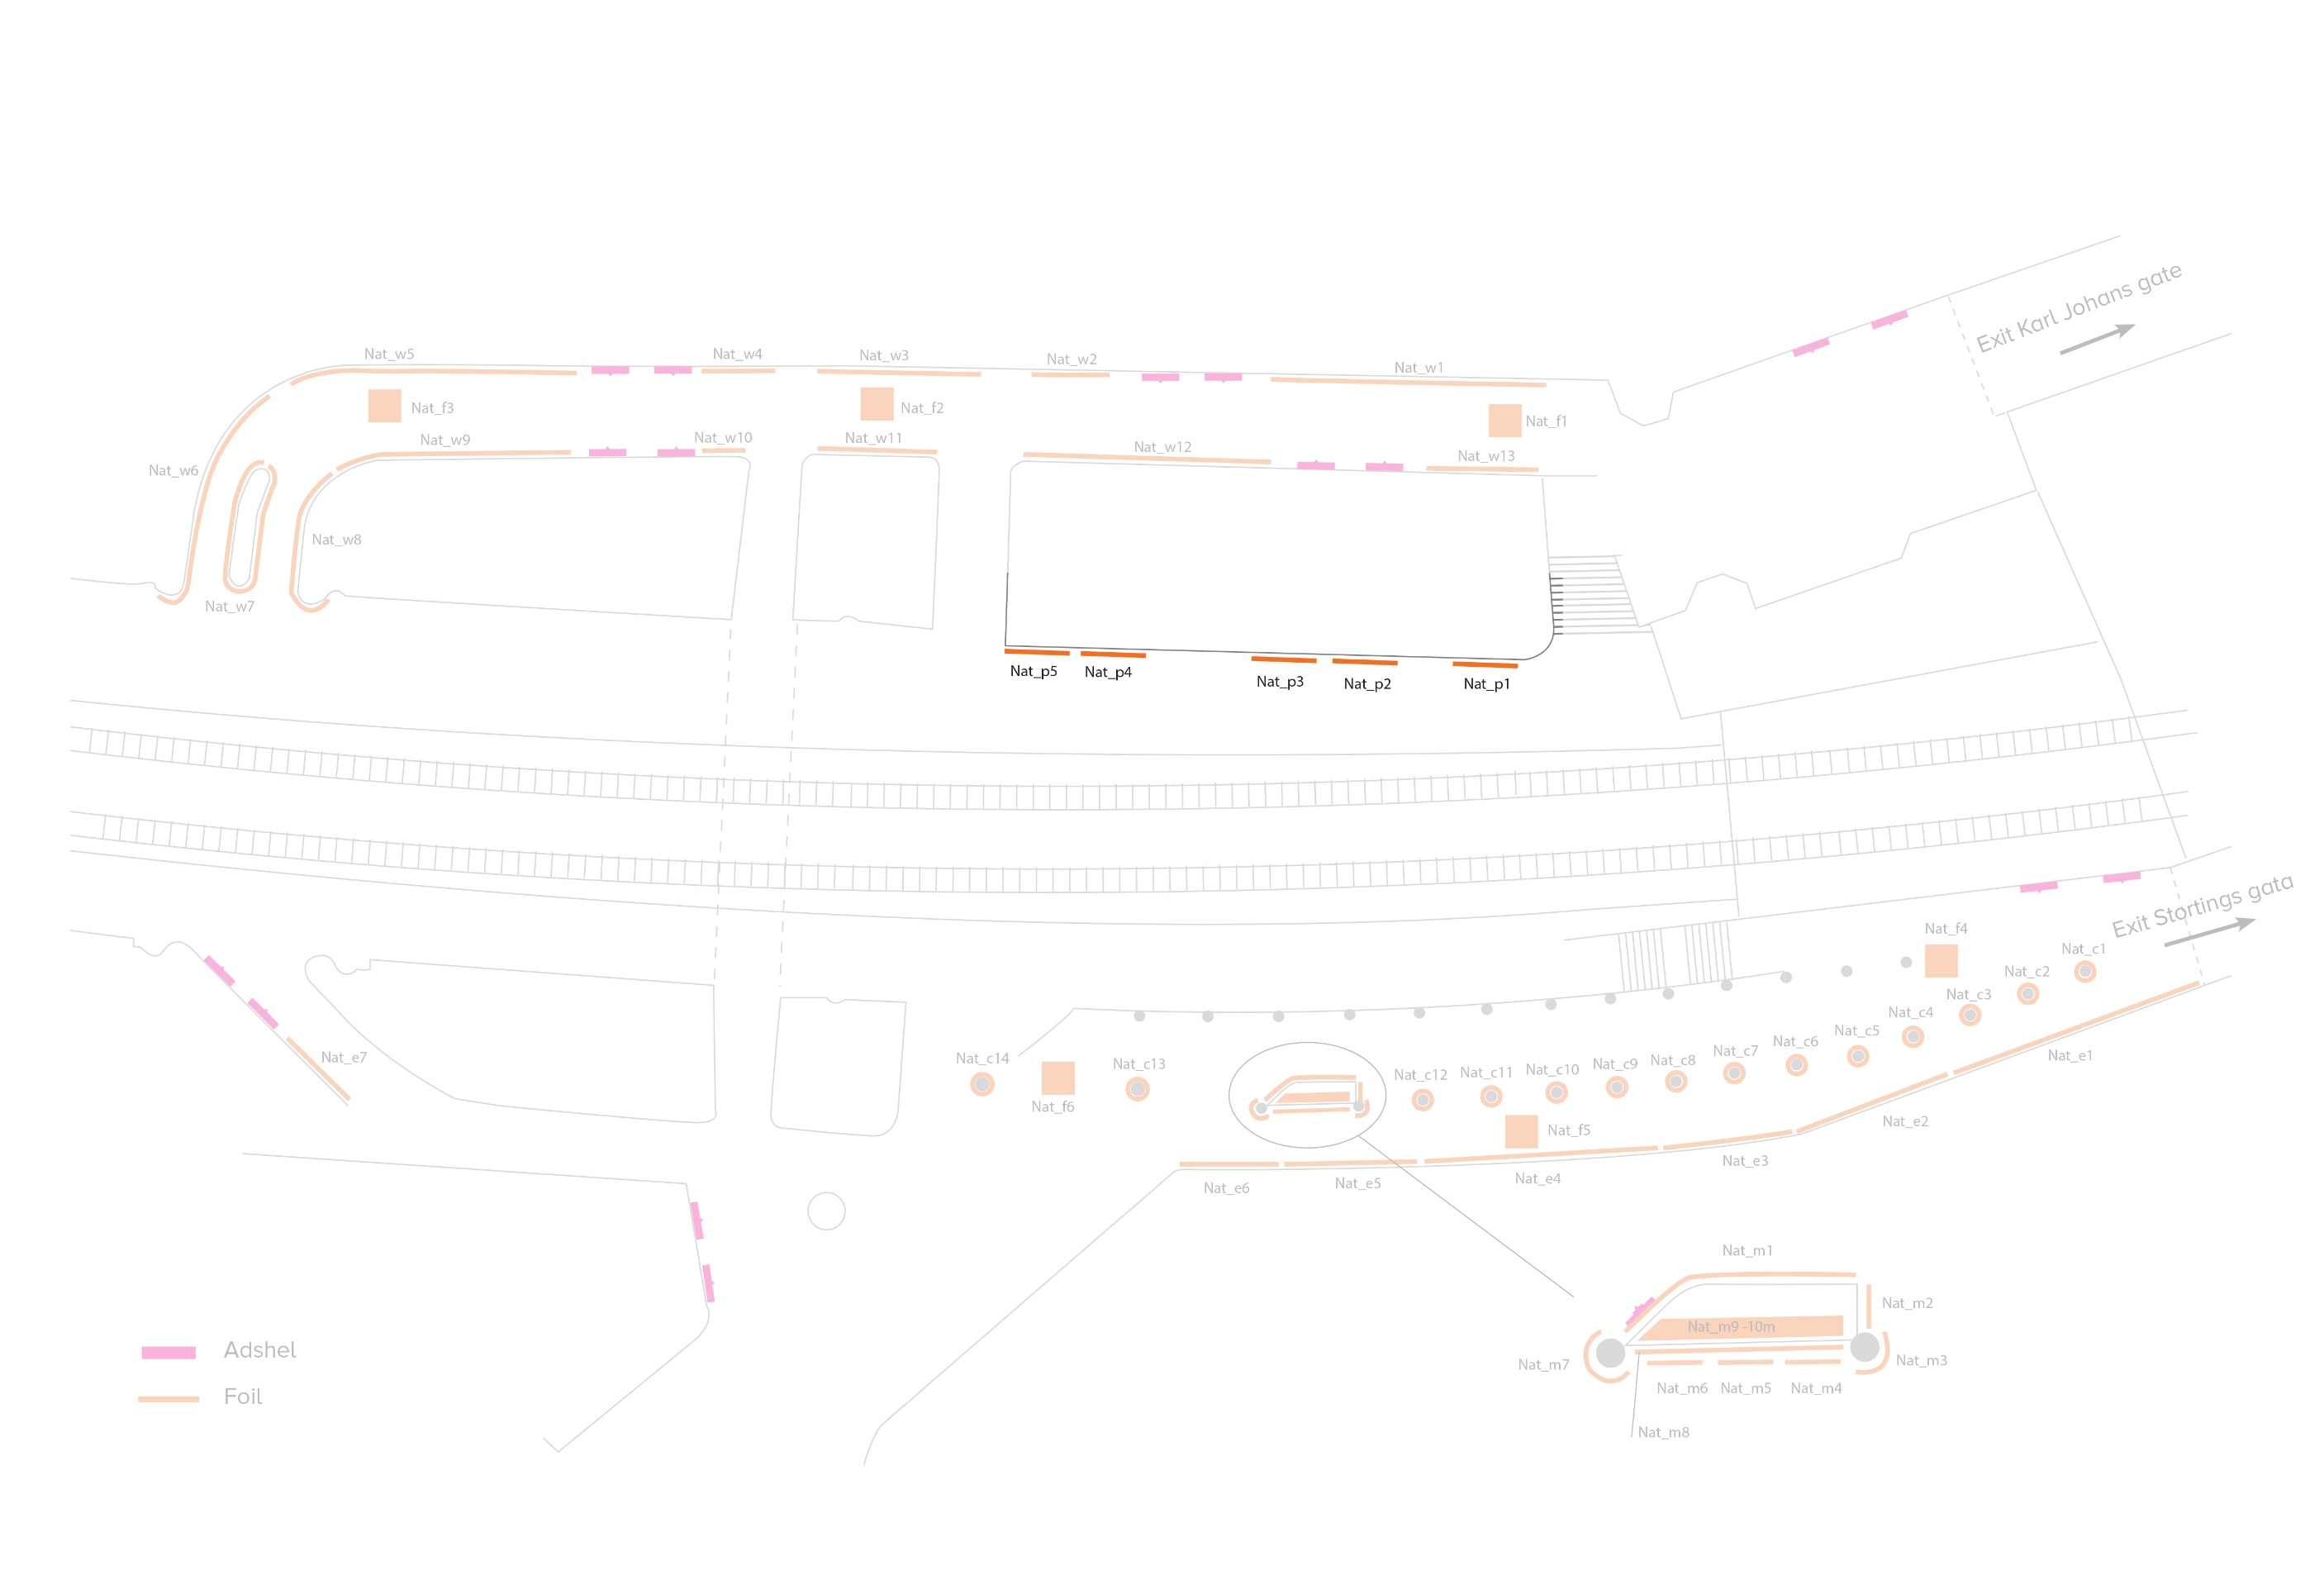 Exit Karl Johans gate
Nat_w5
Nat_w4
Nat_w3
Nat_w2
Nat_w1
Nat_f3
Nat_f2
Nat_f1
Nat_w9
Nat_w10
Nat_w11
Nat_w12
Nat_w13
Nat_w6
Nat_w8
Nat_w7
Nat_p5
Nat_p4
Nat_p3
Nat_p2
Nat_p1
Exit Stortings gata
Nat_f4
Nat_c1
Nat_c2
Nat_c3
Nat_c4
Nat_c5
Nat_c6
Nat_c7
Nat_c8
Nat_c9
Nat_c10
Nat_c11
Nat_c12
Nat_c13
Nat_c14
Nat_e7
Nat_f6
Nat_f5
Nat_e1
Nat_e2
Nat_e3
Nat_e4
Nat_e5
Nat_e6
Nat_m1
Nat_m2
Nat_m9 -10m
Nat_m7
Nat_m3
Nat_m6
Nat_m5
Nat_m4
Nat_m8
Adshel
Foil